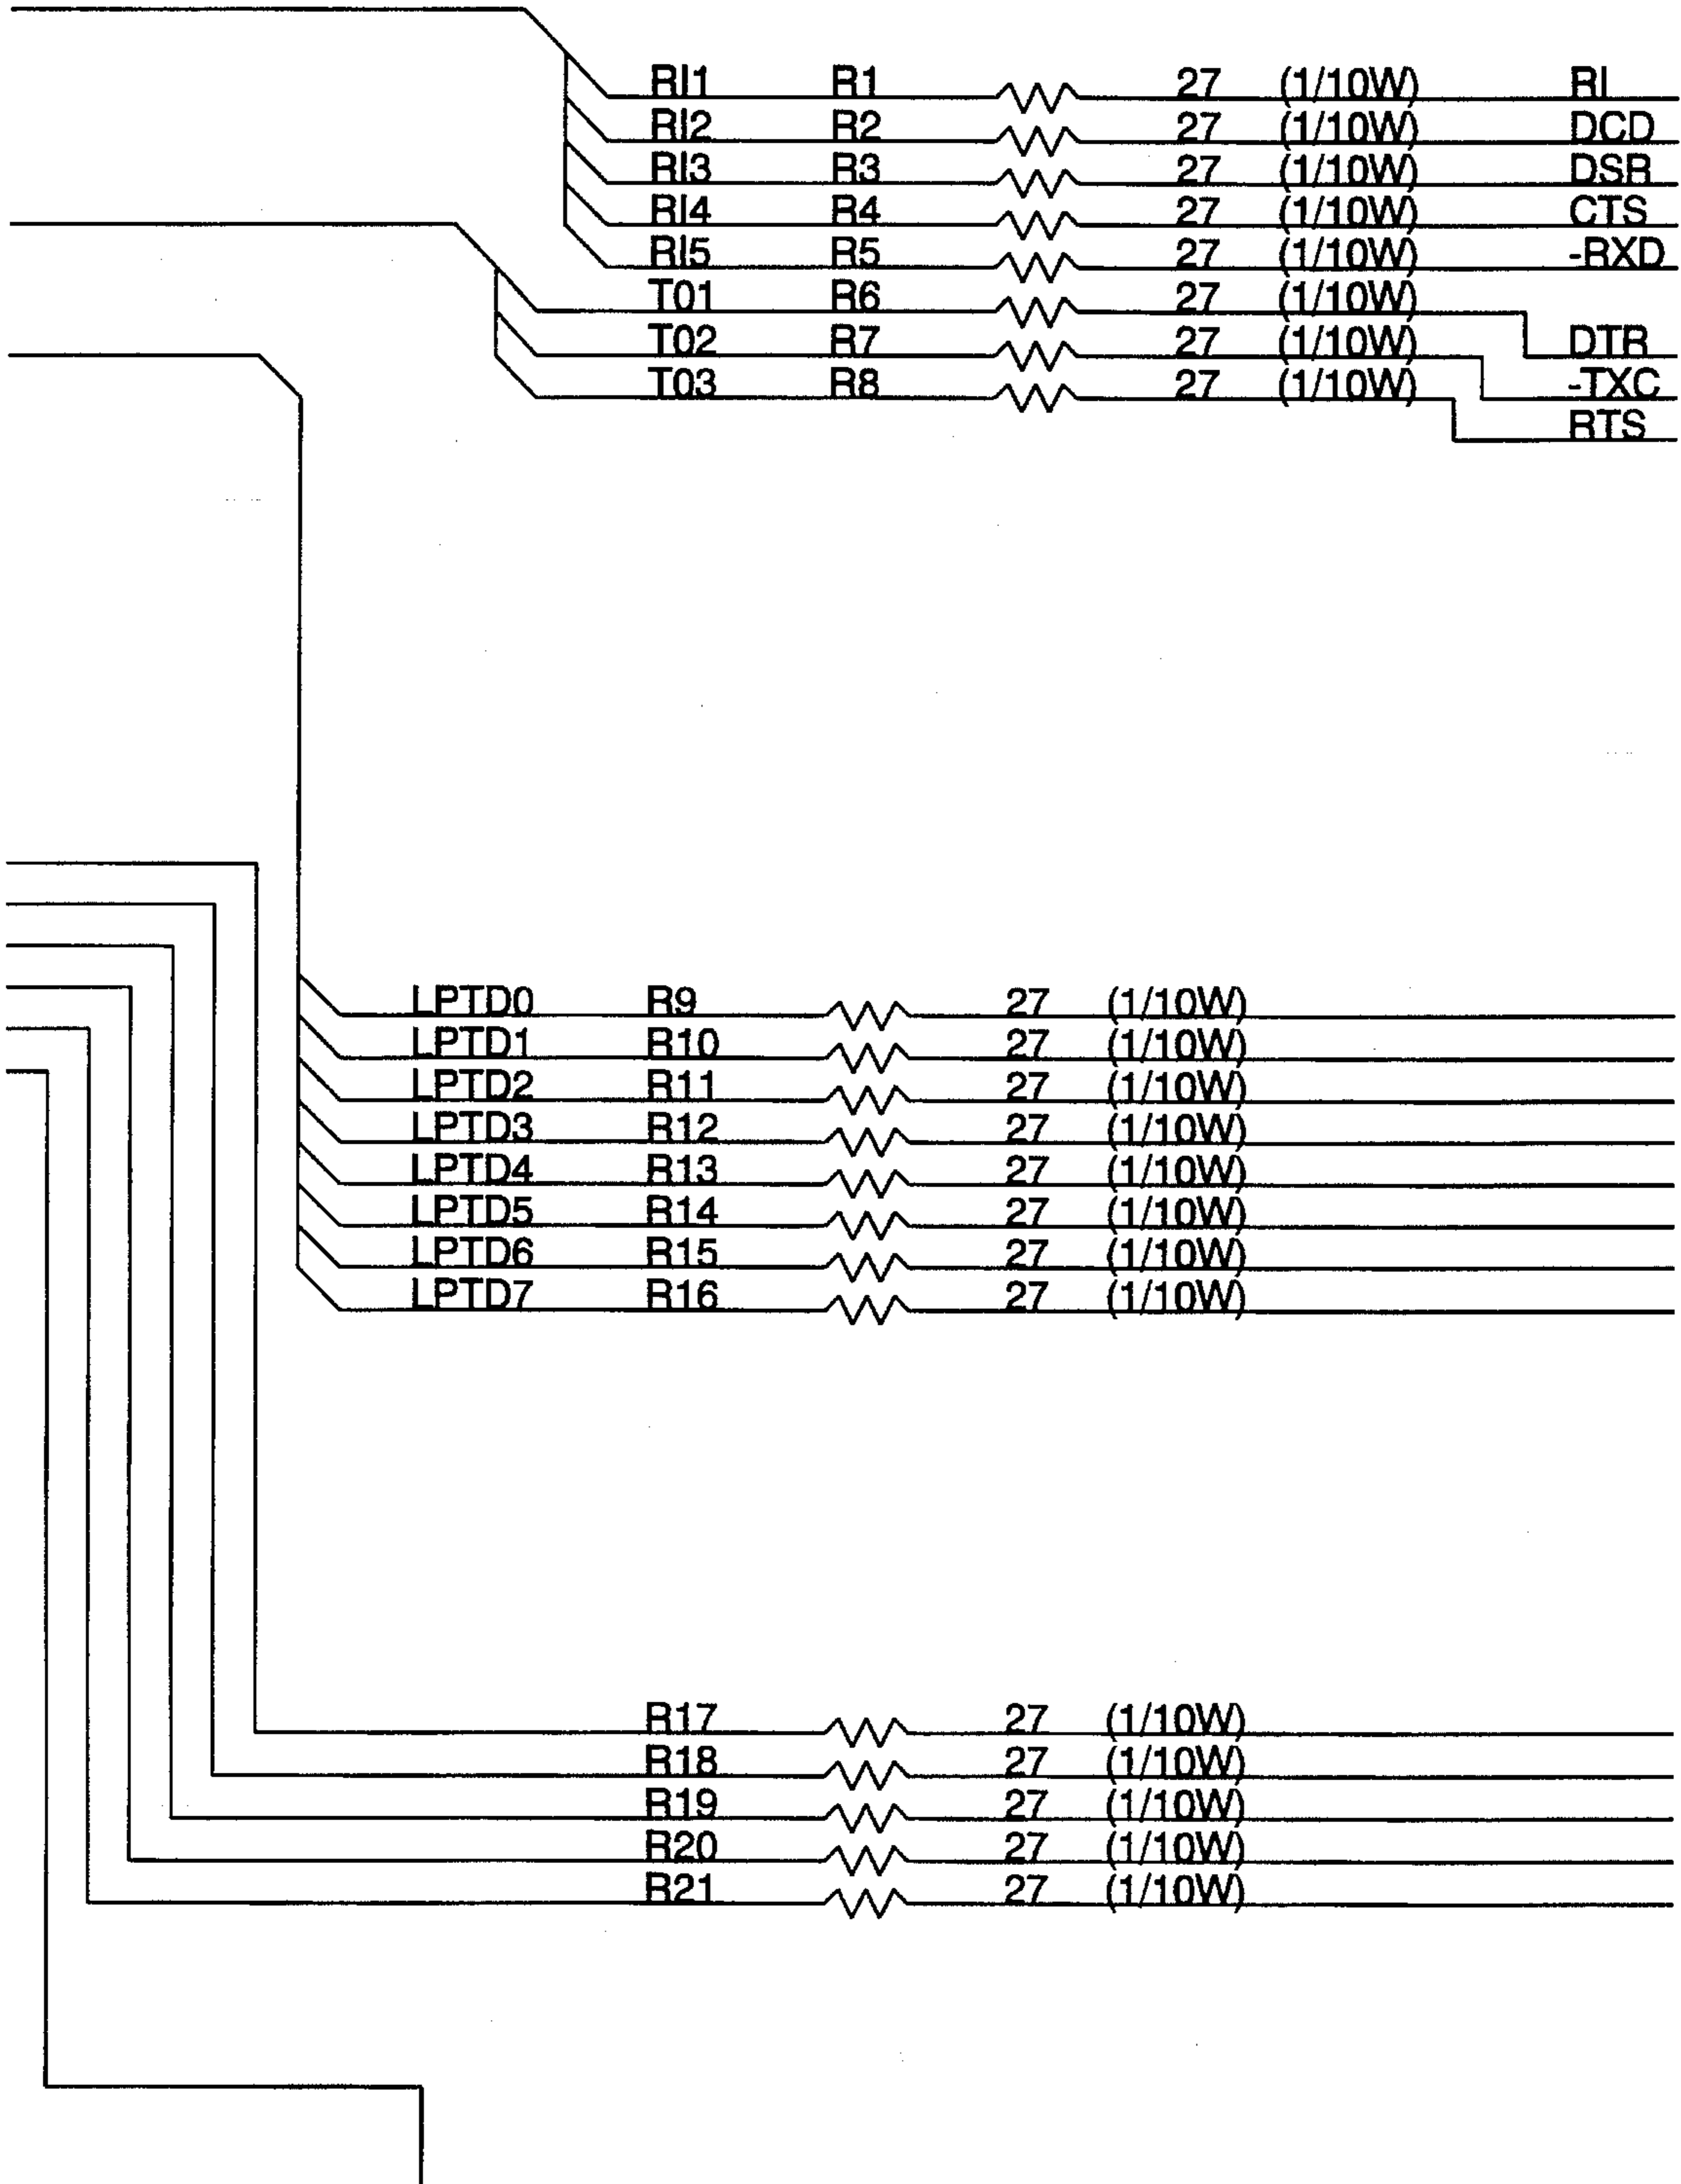 RI1 R1 27 (1/10W) RI
RI2 R2 27 (1/10W) DCD
RI3 R3 27 (1/10W) DSR
RI4 R4 27 (1/10W) CTS
RI5 R5 27 (1/10W) -RXD
T01 R6 27 (1/10W)
T02 R7 27 (1/10W) DTR
T03 R8 27 (1/10W) -TXC
RTS
LPTD0 R9 27 (1/10W)
LPTD1 R10 27 (1/10W)
LPTD2 R11 27 (1/10W)
LPTD3 R12 27 (1/10W)
LPTD4 R13 27 (1/10W)
LPTD5 R14 27 (1/10W)
LPTD6 R15 27 (1/10W)
LPTD7 R16 27 (1/10W)
R17 27 (1/10W)
R18 27 (1/10W)
R19 27 (1/10W)
R20 27 (1/10W)
R21 27 (1/10W)